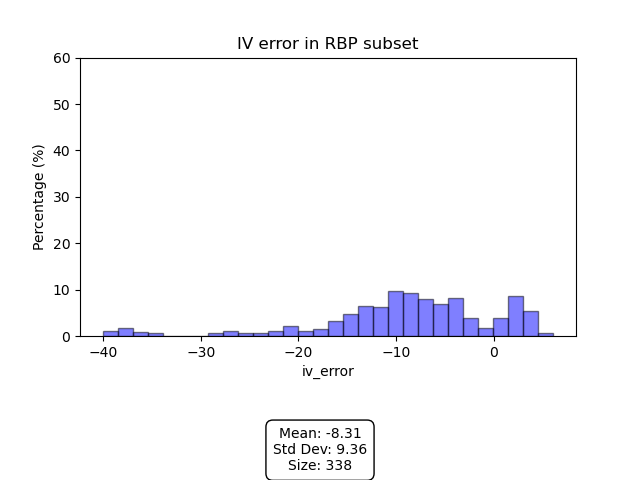 IV error in RBP subset
60
50
40
30
20
10
0
Percentage (%)
−40
−30
−20
−10
0
iv_error
Mean: -8.31
Std Dev: 9.36
Size: 338